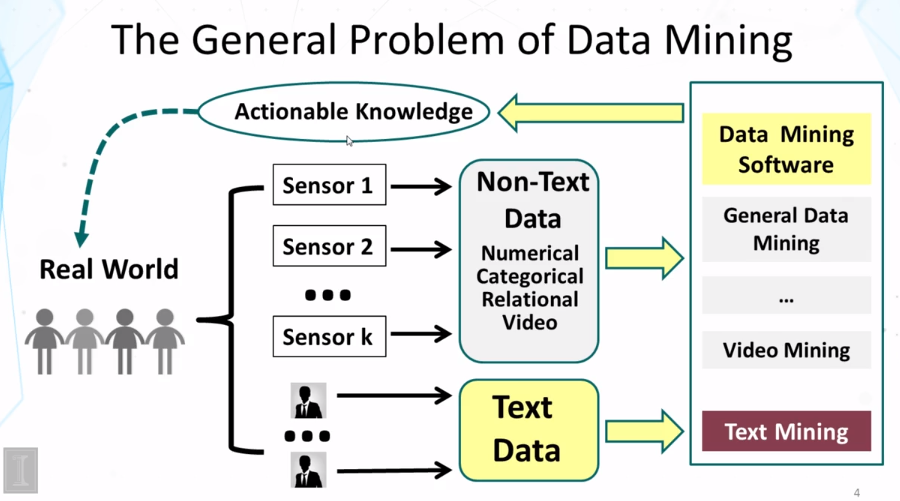 The General Problem of Data Mining
Actionable Knowledge
Real World
Sensor 1
Sensor 2
...
Sensor k
...
Non-Text
Data
Numerical
Categorical
Relational
Video
Text
Data
Data Mining
Software
General Data
Mining
...
Video Mining
Text Mining
I
4